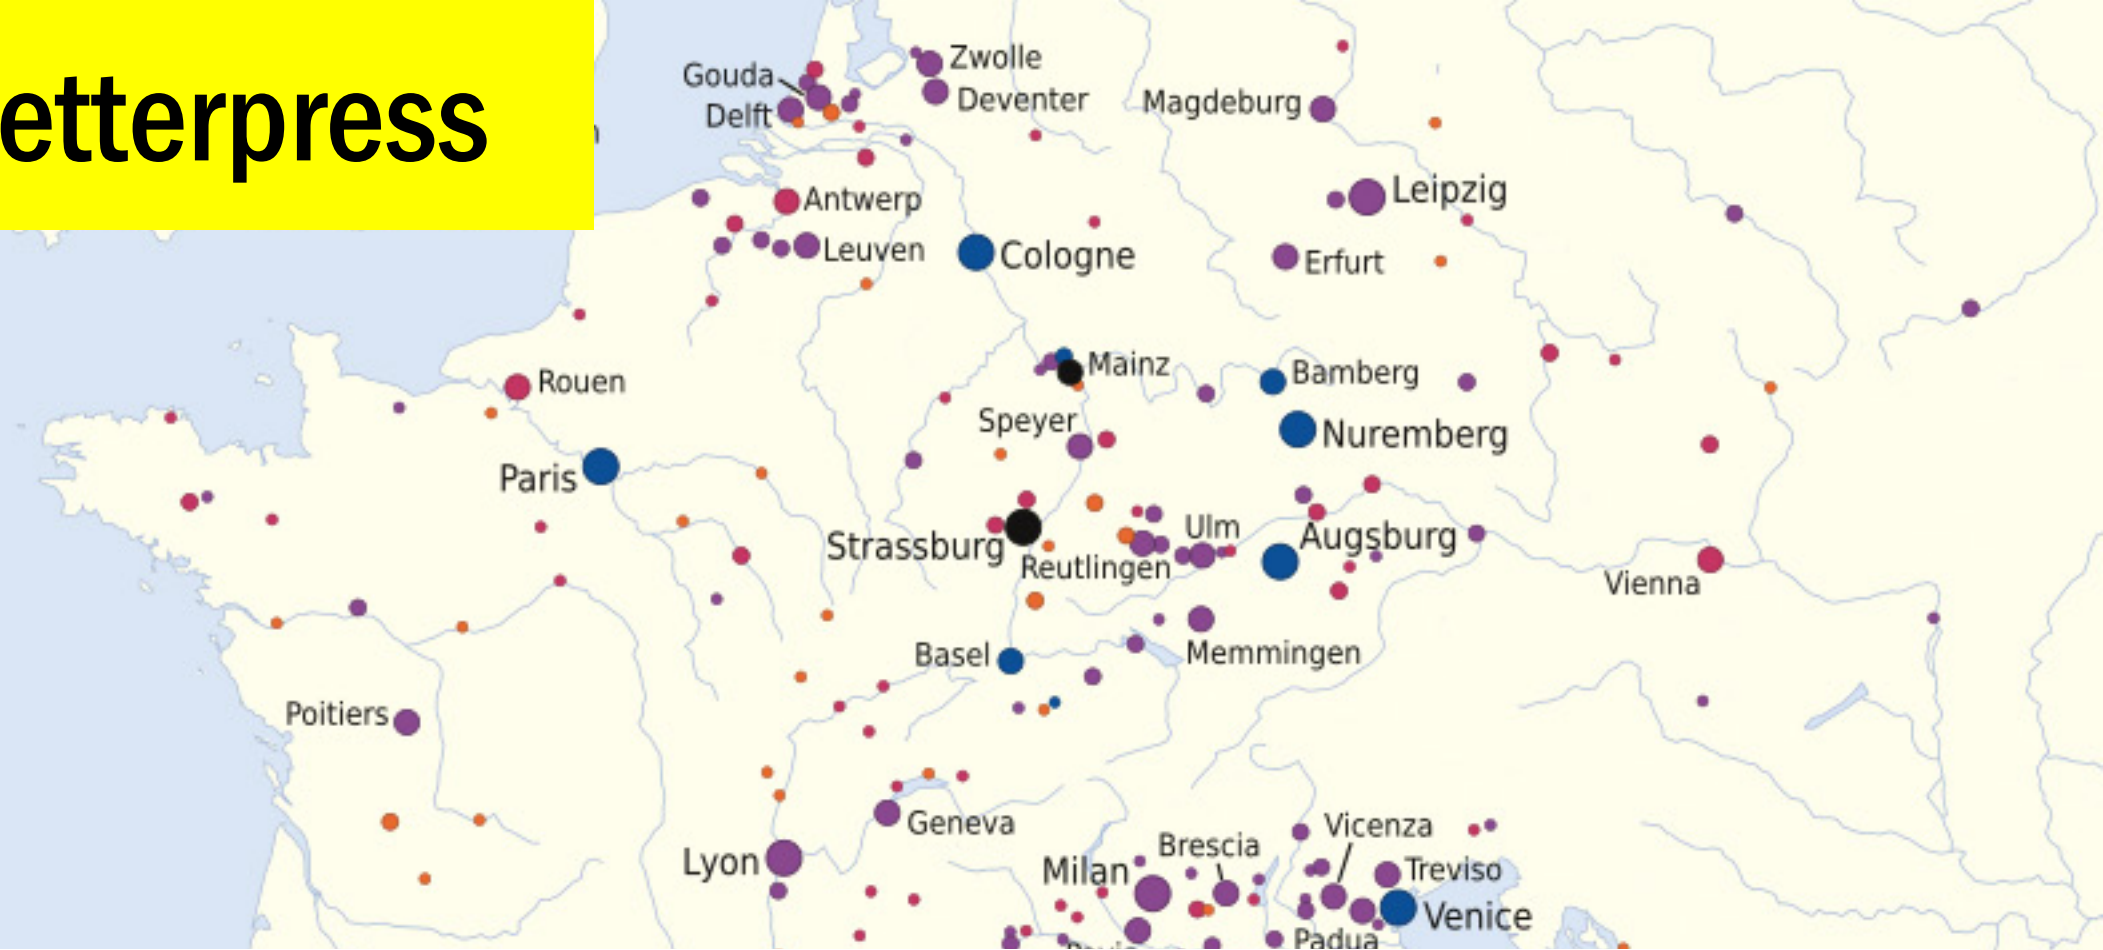 etterpress
Zwolle
Gouda
Deventer
Delft
Magdeburg
Leipzig
Antwerp
Leuven
Cologne
Erfurt
Mainz
Bamberg
Rouen
Speyer
Nuremberg
Paris
Ulm
Augsburg
Strassburg
Reutlingen
Vienna
Basel
Memmingen
Poitiers
Geneva
Vicenza
Brescia
Lyon
Milan
Treviso
Venice
Padua